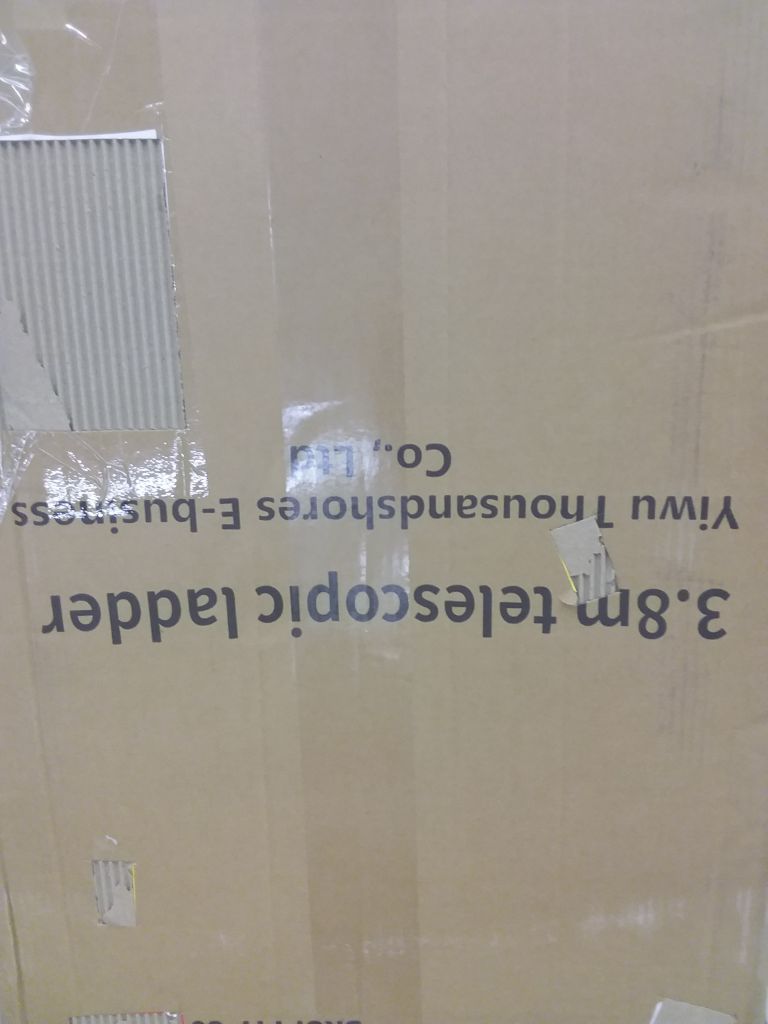 3.8m telescopic ladder
Yiwu Thousandshores E-business
Co., Ltd